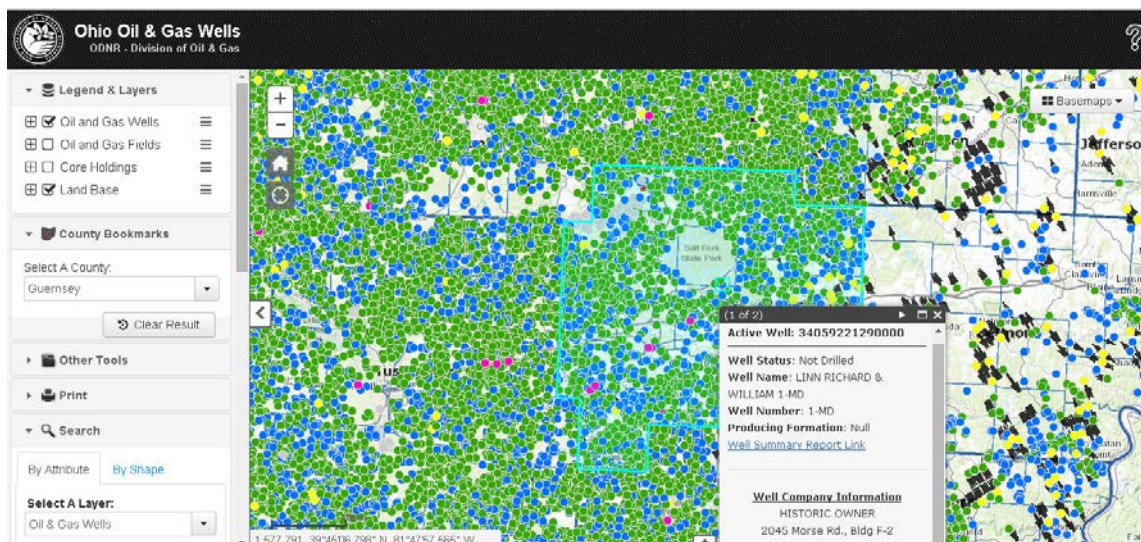 Ohio Oil & Gas Wells
ODNR - Division of Oil & Gas
Legend & Layers
Oil and Gas Wells
Oil and Gas Fields
Core Holdings
Land Base
County Bookmarks
Select A County:
Guernsey
Clear Result
Other Tools
Print
Search
By Attribute By Shape
Select A Layer:
Oil & Gas Wells
Basemaps
Jefferso
Harrisville
Salt Fork
State Park
us
mon
(1 of 2)
Active Well: 34059221290000
Well Status: Not Drilled
Well Name: LINN RICHARD &
WILLIAM 1-MD
Well Number: 1-MD
Producing Formation: Null
Well Summary Report Link
Well Company Information
HISTORIC OWNER
2045 Morse Rd., Bldg F-2